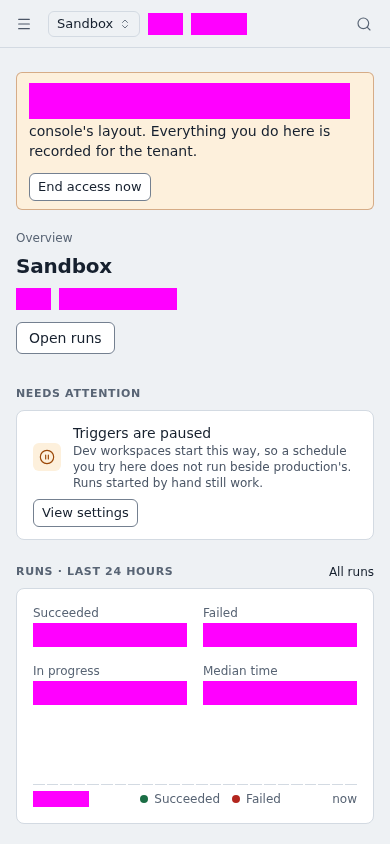 Sandbox
console's layout. Everything you do here is
recorded for the tenant.
End access now
Overview
Sandbox
Open runs
NEEDS ATTENTION
Triggers are paused
Dev workspaces start this way, so a schedule
you try here does not run beside production's.
Runs started by hand still work.
View settings
RUNS · LAST 24 HOURS
All runs
Succeeded
Failed
In progress
Median time
Succeeded
Failed
now